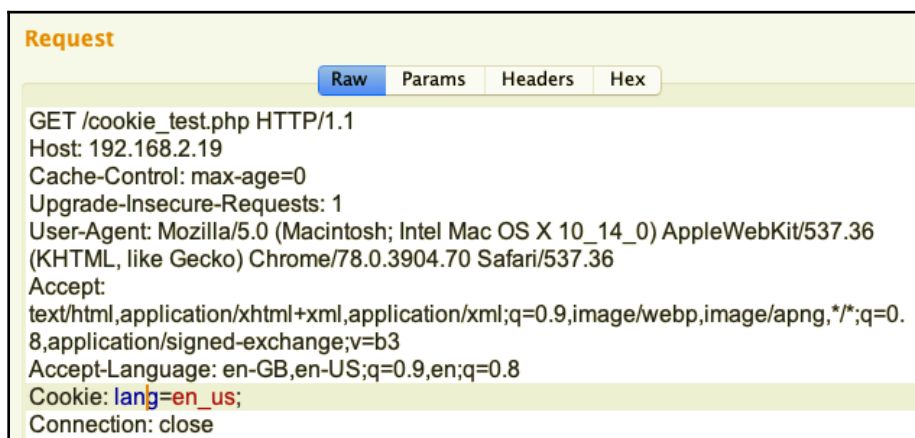 Request
Raw Params Headers Hex
GET /cookie_test.php HTTP/1.1
Host: 192.168.2.19
Cache-Control: max-age=0
Upgrade-Insecure-Requests: 1
User-Agent: Mozilla/5.0 (Macintosh; Intel Mac OS X 10_14_0) AppleWebKit/537.36
(KHTML, like Gecko) Chrome/78.0.3904.70 Safari/537.36
Accept:
text/html,application/xhtml+xml,application/xml;q=0.9,image/webp,image/apng,*/*;q=0.
8,application/signed-exchange;v=b3
Accept-Language: en-GB,en-US;q=0.9,en;q=0.8
Cookie: lang=en_us;
Connection: close